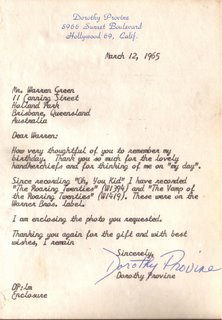 Dorothy Provine
8966 Sunset Boulevard
Hollywood 69, Calif.
March 12, 1965
Mr. Warren Green
11 Canning Street
Holland Park
Brisbane, Queensland
Australia
Dear Warren:
How very thoughtful of you to remember my
birthday. Thank you so much for the lovely
handkerchiefs and for thinking of me on "my day".
Since recording "Oh, You Kid" I have recorded
"The Roaring Twenties" (W1394) and "The Vamp of
the Roaring Twenties" (W1419). These were on the
Warner Bros. label.
I am enclosing the photo you requested.
Thanking you again for the gift and with best
wishes, I remain
Sincerely,
Dorothy Provine
Dorothy Provine
DP:lm
Enclosure